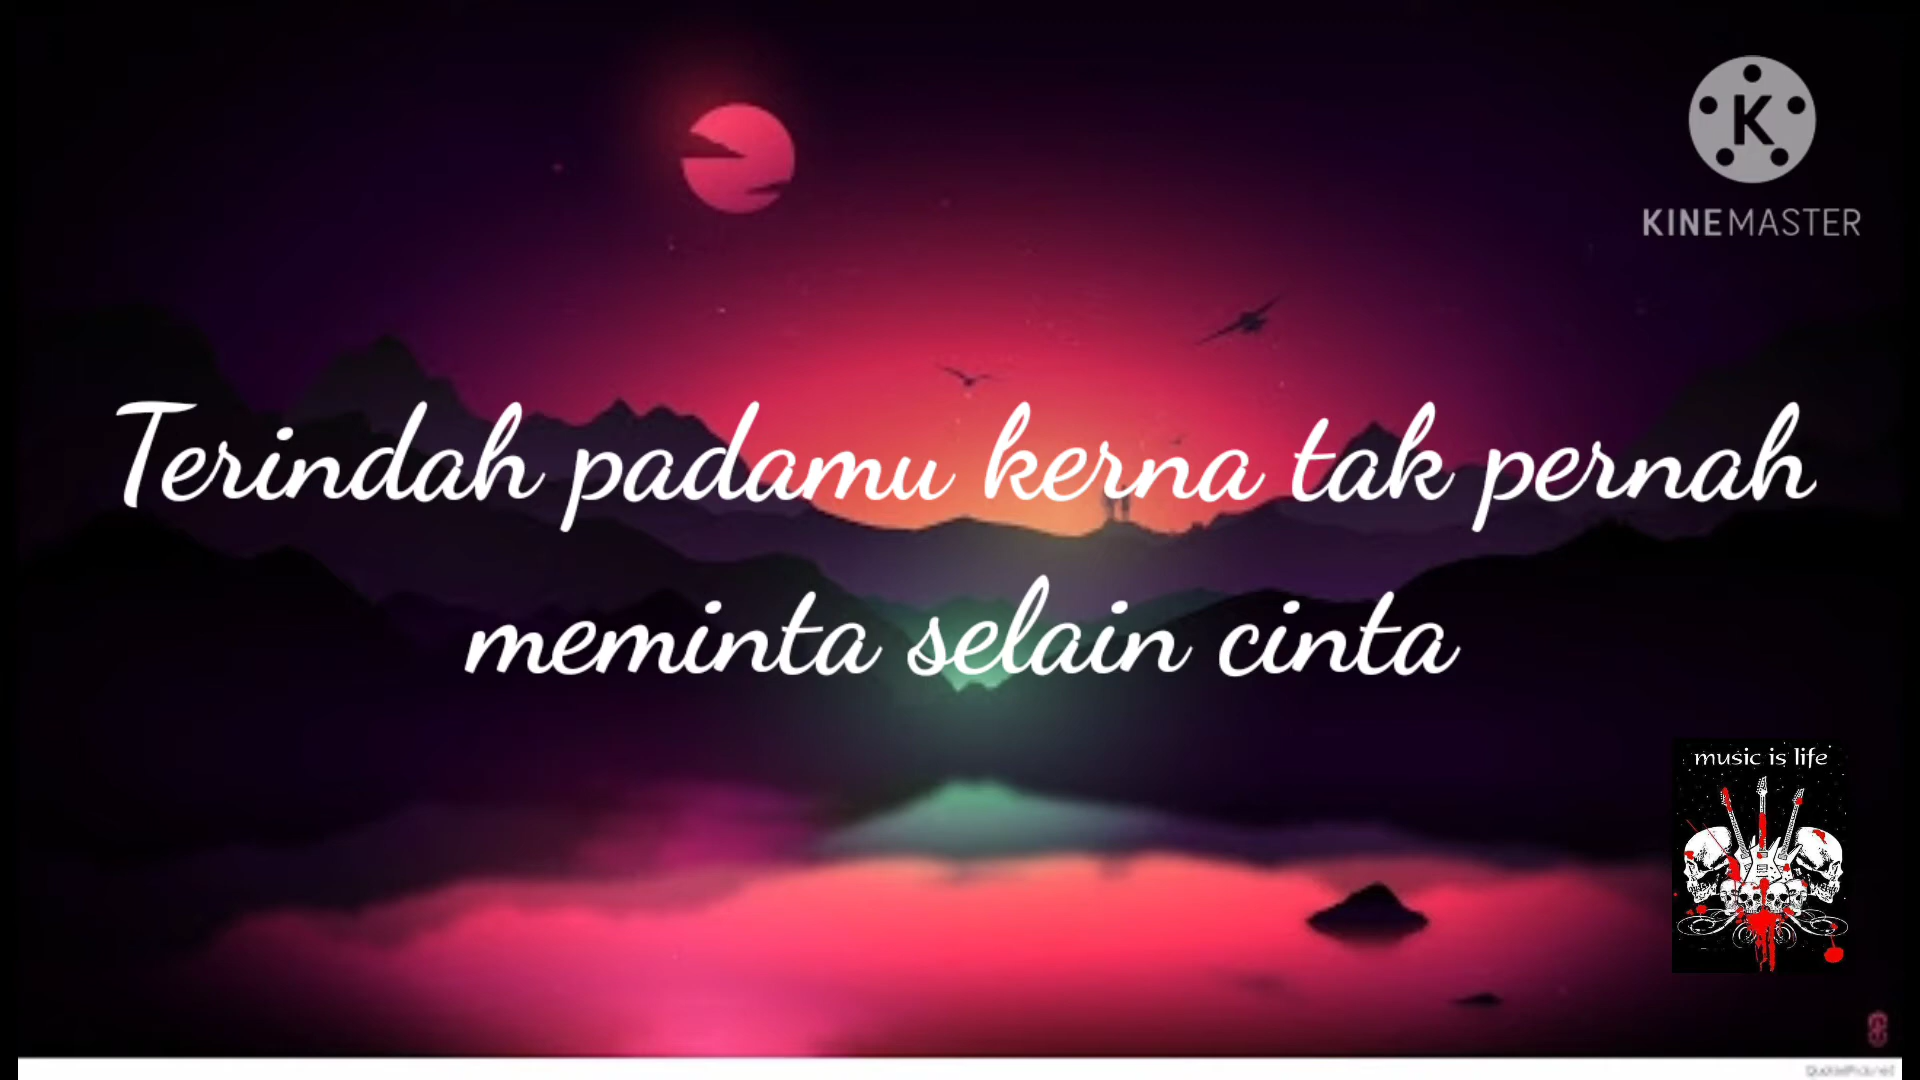 K
KINEMASTER
Terindah padamu kerna tak pernah
meminta selain cinta
music is life